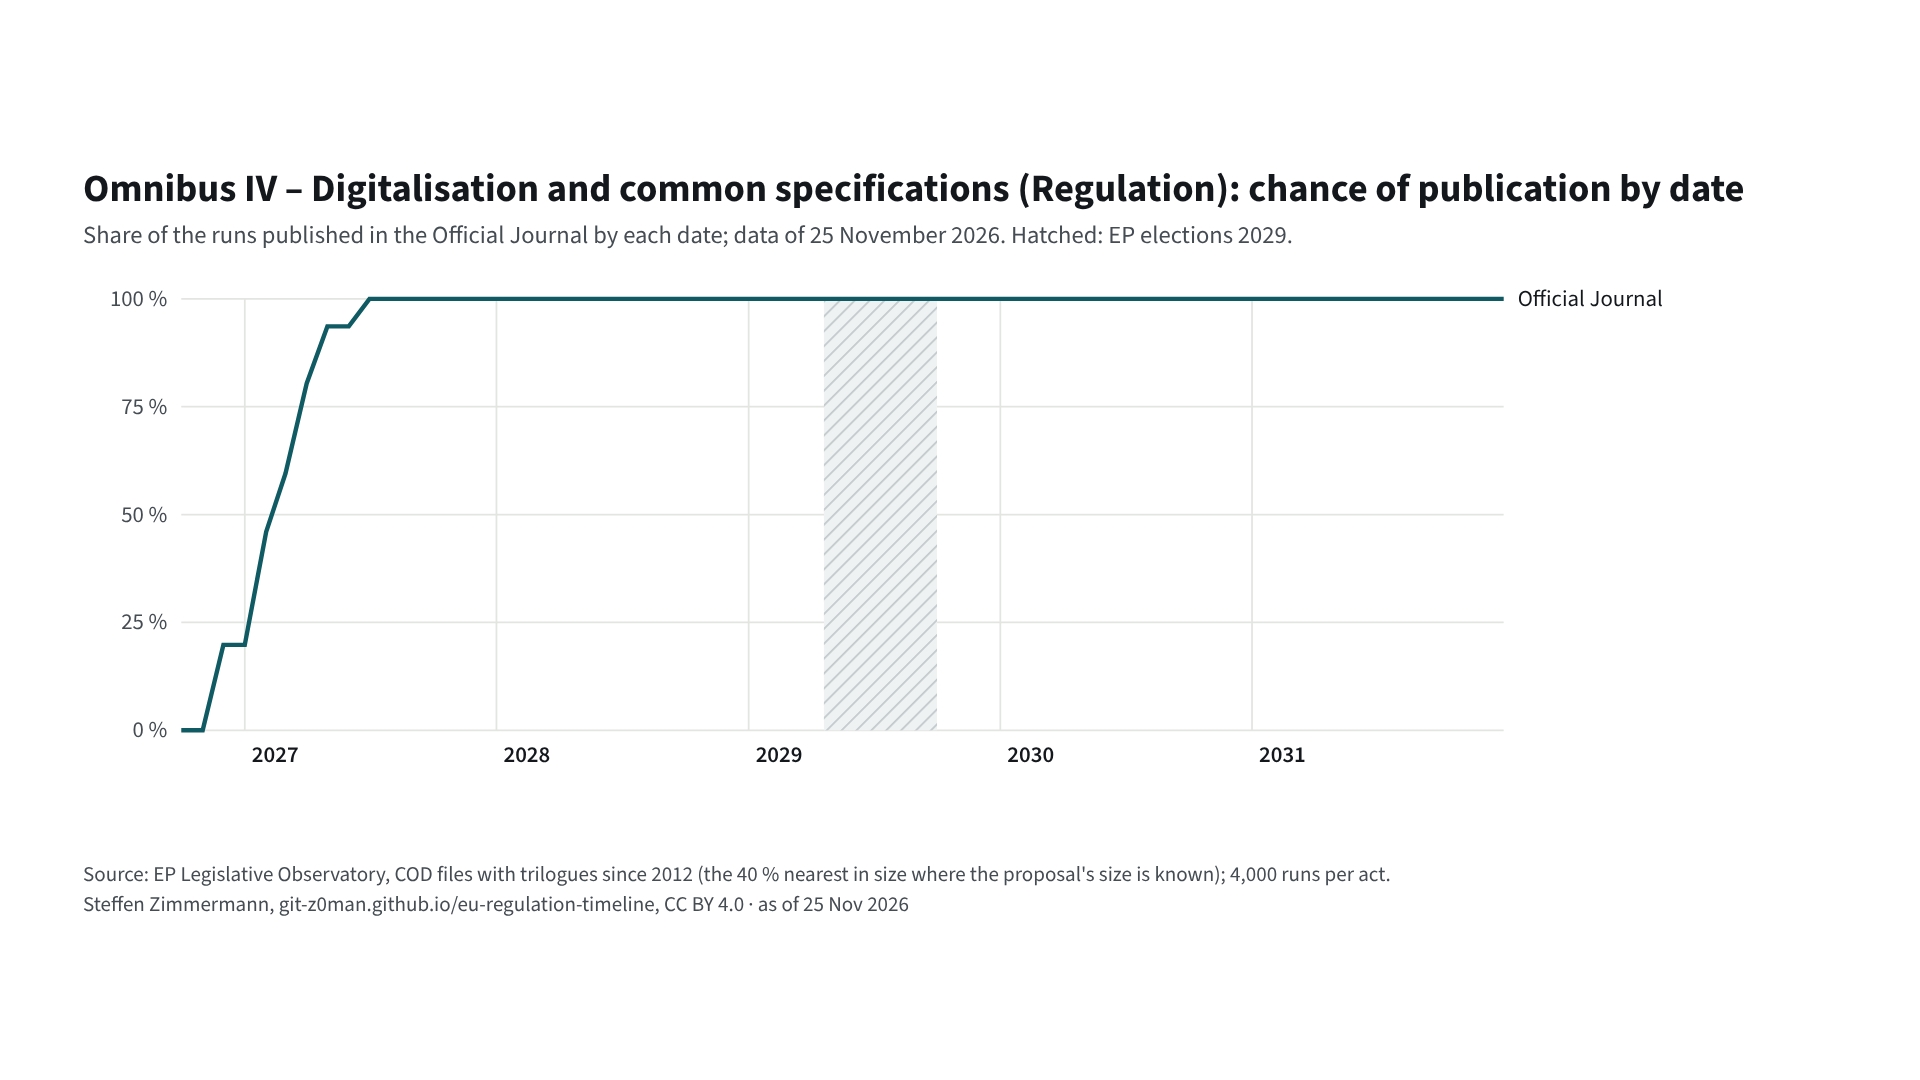 Omnibus IV – Digitalisation and common specifications (Regulation): chance of publication by date
Share of the runs published in the Official Journal by each date; data of 25 November 2026. Hatched: EP elections 2029.
100 %
Official Journal
75 %
50 %
25 %
0 %
2027 2028 2029 2030 2031
Source: EP Legislative Observatory, COD files with trilogues since 2012 (the 40 % nearest in size where the proposal's size is known); 4,000 runs per act.
Steffen Zimmermann, git-z0man.github.io/eu-regulation-timeline, CC BY 4.0 · as of 25 Nov 2026